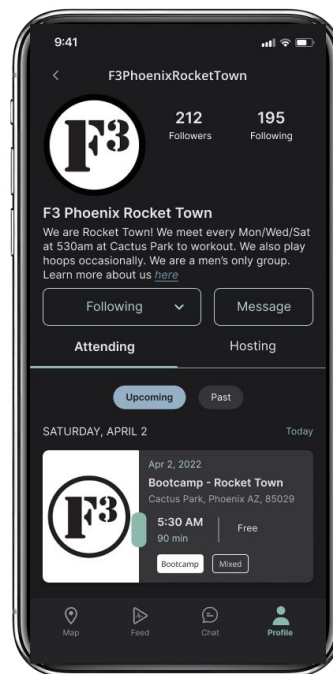 9:41
F3PhoenixRocketTown
F3
212
195
Followers
Following
F3 Phoenix Rocket Town
We are Rocket Town! We meet every Mon/Wed/Sat
at 530am at Cactus Park to workout. We also play
hoops occasionally. We are a men's only group.
Learn more about us here
Following
Message
Attending
Hosting
Upcoming
Past
SATURDAY, APRIL 2
Today
F3
Apr 2, 2022
Bootcamp - Rocket Town
Cactus Park, Phoenix AZ, 85029
5:30 AM
Free
90 min
Bootcamp
Mixed
Map
Feed
Chat
Profile